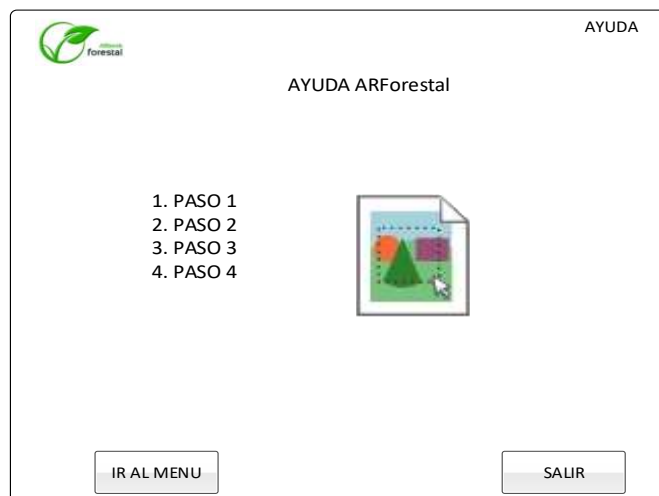 AYUDA
forestal
AYUDA ARForestal
1. PASO 1
2. PASO 2
3. PASO 3
4. PASO 4
IR AL MENU
SALIR